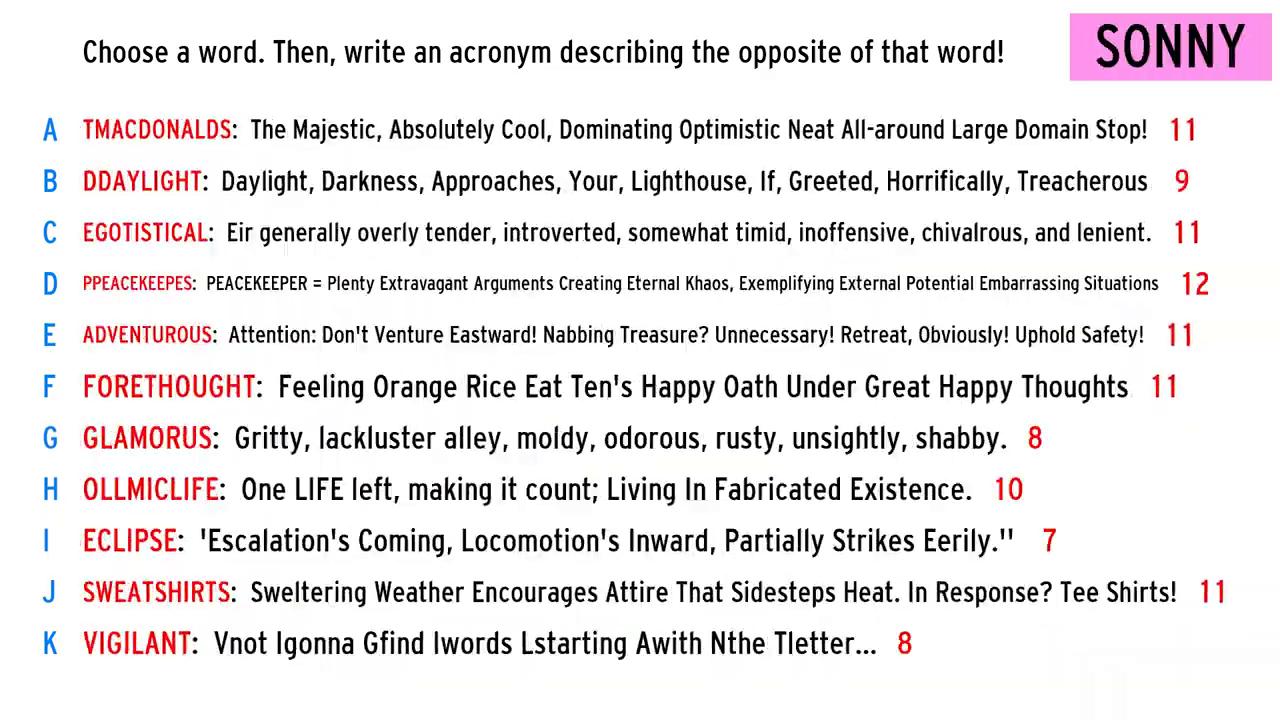 Choose a word. Then, write an acronym describing the opposite of that word!
SONNY
A TMACDONALDS: The Majestic, Absolutely Cool, Dominating Optimistic Neat All-around Large Domain Stop! 11
B DDAYLIGHT: Daylight, Darkness, Approaches, Your, Lighthouse, If, Greeted, Horrifically, Treacherous 9
C EGOTISTICAL: Eir generally overly tender, introverted, somewhat timid, inoffensive, chivalrous, and lenient. 11
D PPEACEKEEPES: PEACEKEEPER = Plenty Extravagant Arguments Creating Eternal Khaos, Exemplifying External Potential Embarrassing Situations 12
E ADVENTUROUS: Attention: Don't Venture Eastward! Nabbing Treasure? Unnecessary! Retreat, Obviously! Uphold Safety! 11
F FORETHOUGHT: Feeling Orange Rice Eat Ten's Happy Oath Under Great Happy Thoughts 11
G GLAMORUS: Gritty, lackluster alley, moldy, odorous, rusty, unsightly, shabby. 8
H OLLMICLIFE: One LIFE left, making it count; Living In Fabricated Existence. 10
I ECLIPSE: 'Escalation's Coming, Locomotion's Inward, Partially Strikes Eerily.'' 7
J SWEATSHIRTS: Sweltering Weather Encourages Attire That Sidesteps Heat. In Response? Tee Shirts! 11
K VIGILANT: Vnot Igonna Gfind Iwords Lstarting Awith Nthe Tletter... 8